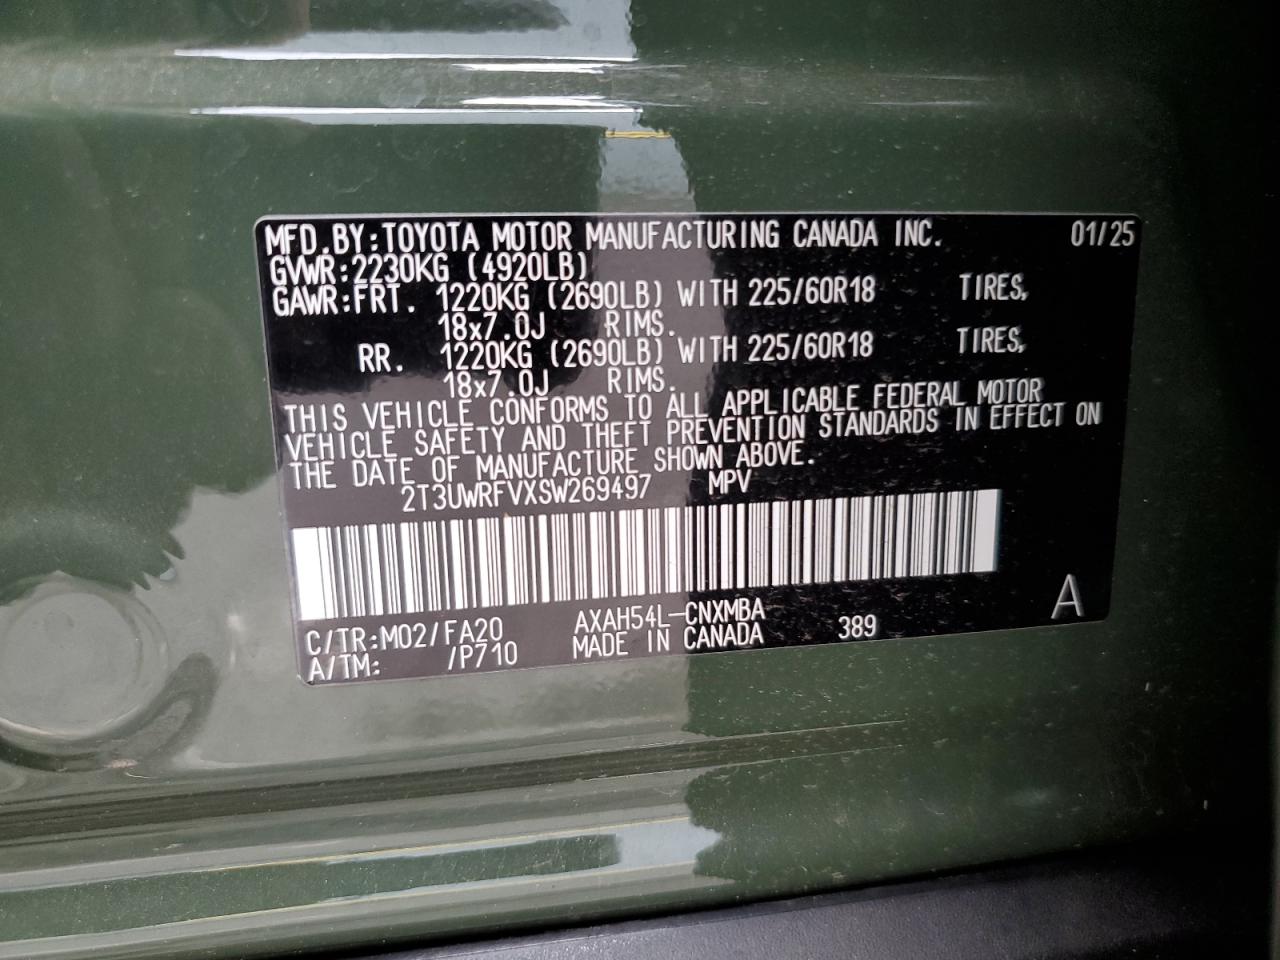 MFD.BY:TOYOTA MOTOR MANUFACTURING CANADA INC. 01/25
GVWR:2230KG (4920LB)
GAWR:FRT. 1220KG (2690LB) WITH 225/60R18 TIRES,
18x7.0J RIMS.
RR. 1220KG (2690LB) WITH 225/60R18 TIRES,
18x7.0J RIMS.
THIS VEHICLE CONFORMS TO ALL APPLICABLE FEDERAL MOTOR
VEHICLE SAFETY AND THEFT PREVENTION STANDARDS IN EFFECT ON
THE DATE OF MANUFACTURE SHOWN ABOVE.
2T3UWRFVXSW269497 MPV
A
C/TR:M02/FA20 AXAH54L-CNXMBA 389
A/TM: /P710 MADE IN CANADA